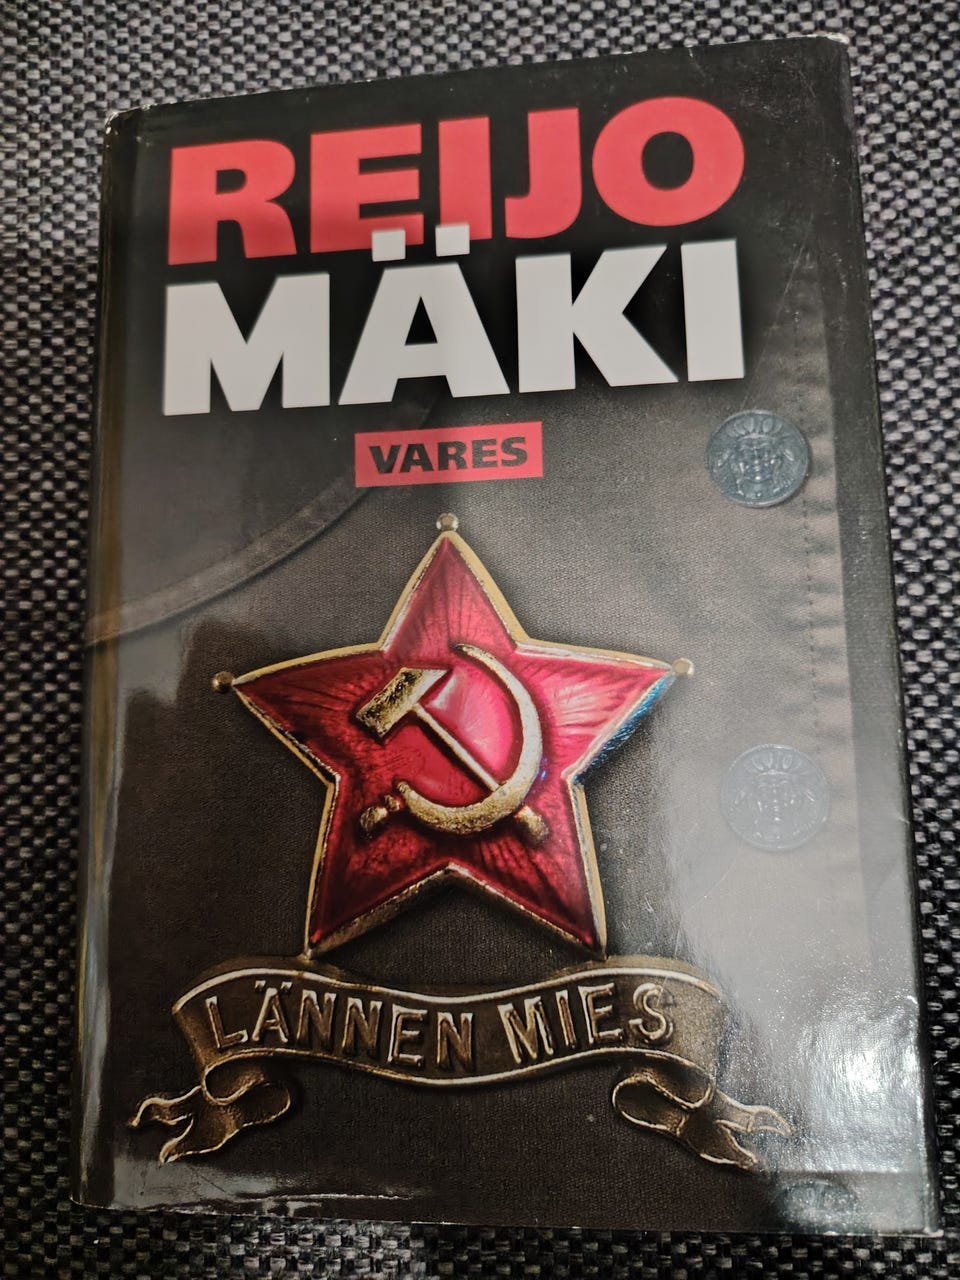 REIJO
MÄKI
VARES
LÄNNEN MIES